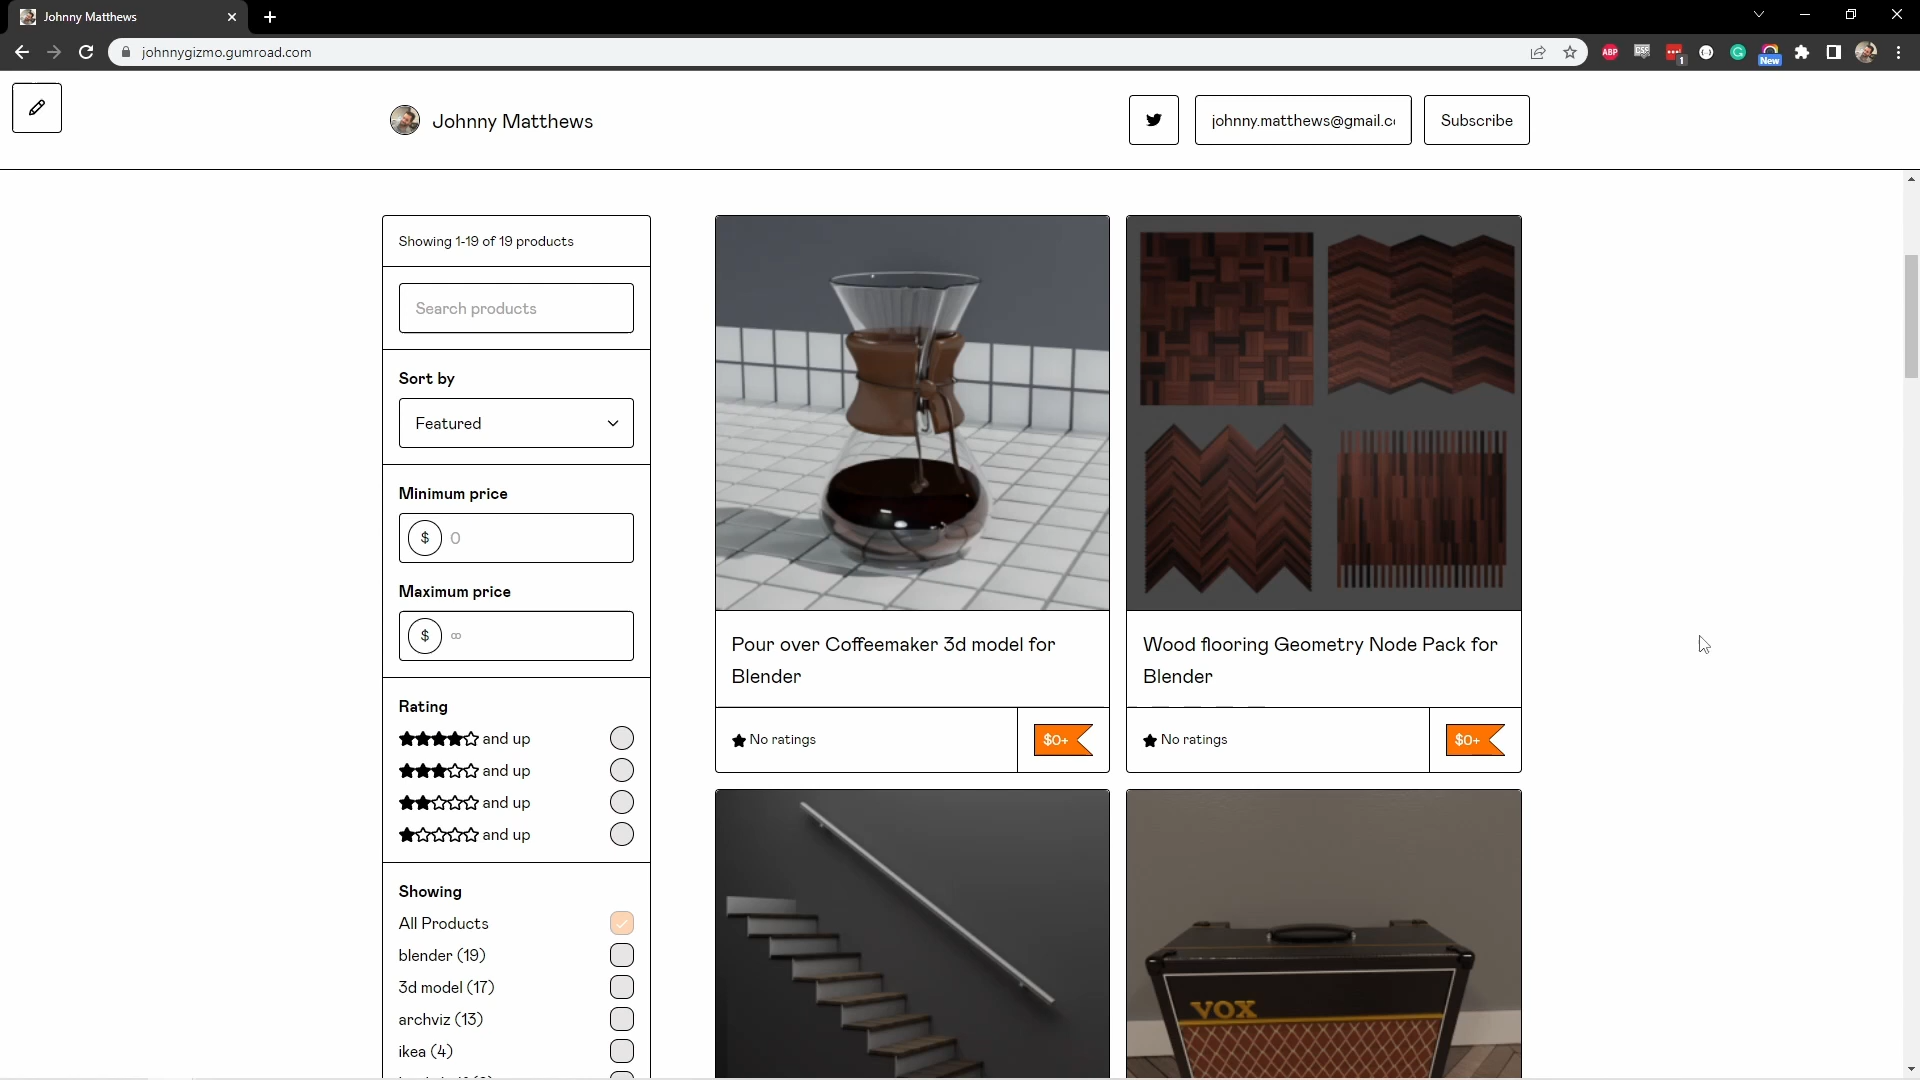 Johnny Matthews
johnnygizmo.gumroad.com
ABP
1
New
Johnny Matthews
johnny.matthews@gmail.c
Subscribe
Showing 1-19 of 19 products
Search products
Sort by
Featured
Minimum price
$ 0
Maximum price
$ ∞
Rating
and up
and up
and up
and up
Showing
All Products
blender (19)
3d model (17)
archviz (13)
ikea (4)
Pour over Coffeemaker 3d model for
Blender
No ratings
$0+
Wood flooring Geometry Node Pack for
Blender
No ratings
$0+
VOX